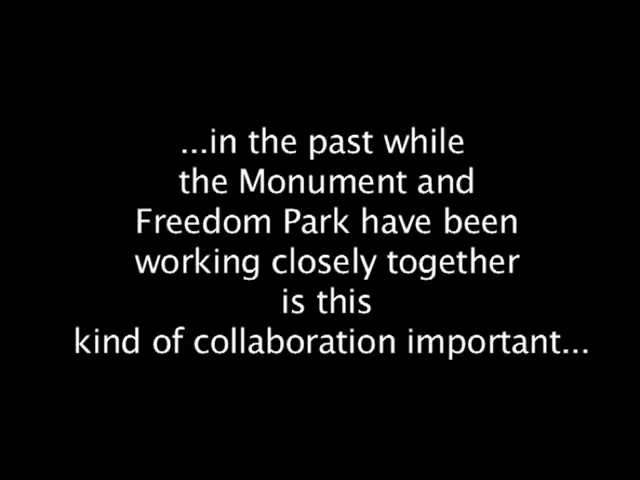 ...in the past while
the Monument and
Freedom Park have been
working closely together
is this
kind of collaboration important...